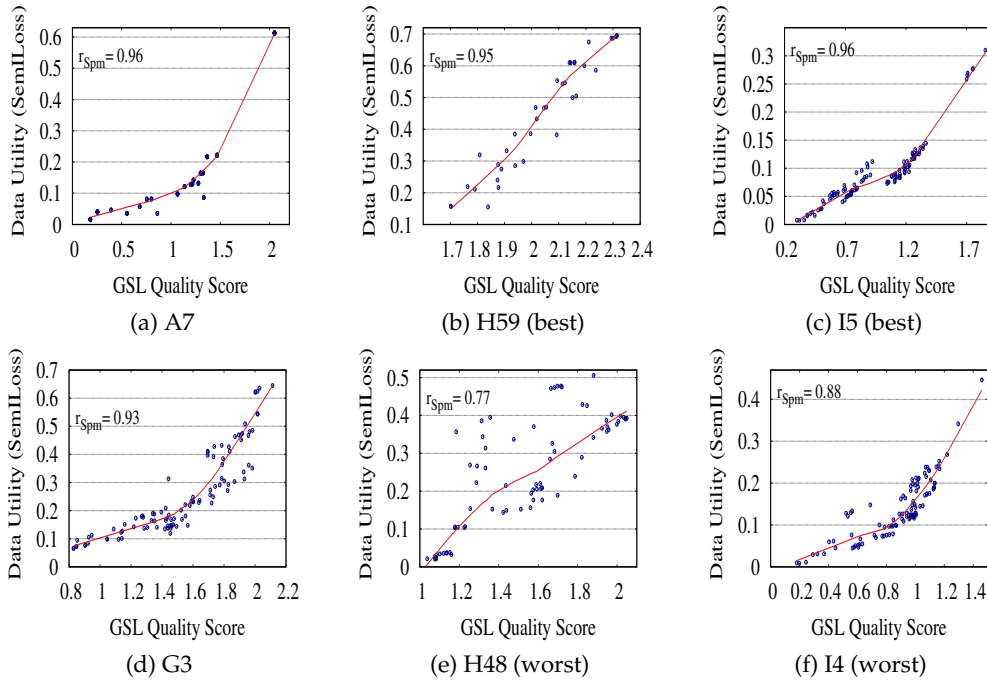 Data Utility (SemILoss)
0.6
0.5
0.4
0.3
0.2
0.1
0
r_Spm= 0.96
0 0.5 1 1.5 2
GSL Quality Score
(a) A7
Data Utility (SemILoss)
0.7
0.6
0.5
0.4
0.3
0.2
0.1
r_Spm= 0.95
1.7 1.8 1.9 2 2.1 2.2 2.3 2.4
GSL Quality Score
(b) H59 (best)
Data Utility (SemILoss)
0.3
0.2
0.15
0.1
0.05
0
r_Spm= 0.96
0.2 0.7 1.2 1.7
GSL Quality Score
(c) I5 (best)
Data Utility (SemILoss)
0.7
0.6
0.5
0.4
0.3
0.2
0.1
0
r_Spm= 0.93
0.8 1 1.2 1.4 1.6 1.8 2 2.2
GSL Quality Score
(d) G3
Data Utility (SemILoss)
0.5
0.4
0.3
0.2
0.1
0
r_Spm= 0.77
1 1.2 1.4 1.6 1.8 2
GSL Quality Score
(e) H48 (worst)
Data Utility (SemILoss)
0.4
0.3
0.2
0.1
0
r_Spm= 0.88
0 0.2 0.4 0.6 0.8 1 1.2 1.4
GSL Quality Score
(f) I4 (worst)